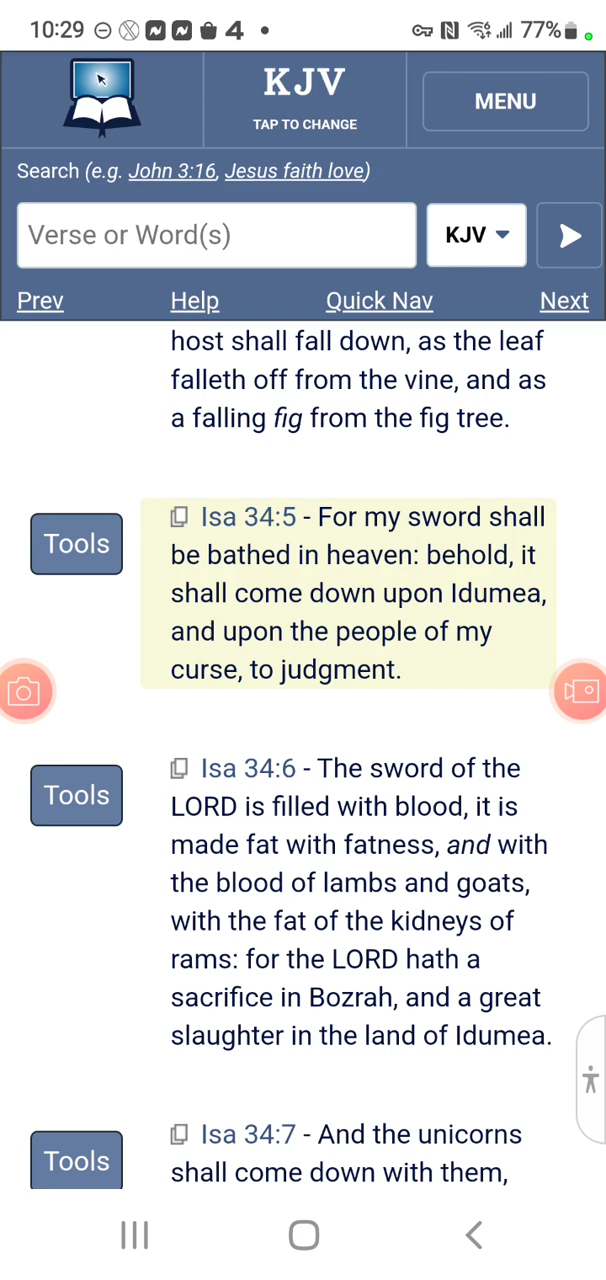 10:29 4 77%
KJV
TAP TO CHANGE
MENU
Search (e.g. John 3:16, Jesus faith love)
Verse or Word(s)
KJV
Prev Help Quick Nav Next
host shall fall down, as the leaf
falleth off from the vine, and as
a falling fig from the fig tree.
Tools
Isa 34:5 - For my sword shall
be bathed in heaven: behold, it
shall come down upon Idumea,
and upon the people of my
curse, to judgment.
Tools
Isa 34:6 - The sword of the
LORD is filled with blood, it is
made fat with fatness, and with
the blood of lambs and goats,
with the fat of the kidneys of
rams: for the LORD hath a
sacrifice in Bozrah, and a great
slaughter in the land of Idumea.
Tools
Isa 34:7 - And the unicorns
shall come down with them,